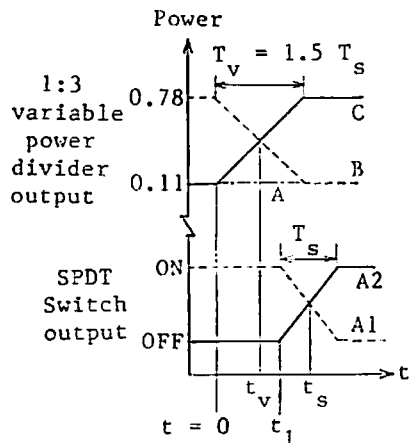 Power
T_v = 1.5 T_s
1:3
variable
power
divider
output
0.78
C
B
A
0.11
T_s
SPDT
Switch
output
ON
A2
OFF
A1
t
t_v
t_s
t = 0
t_1